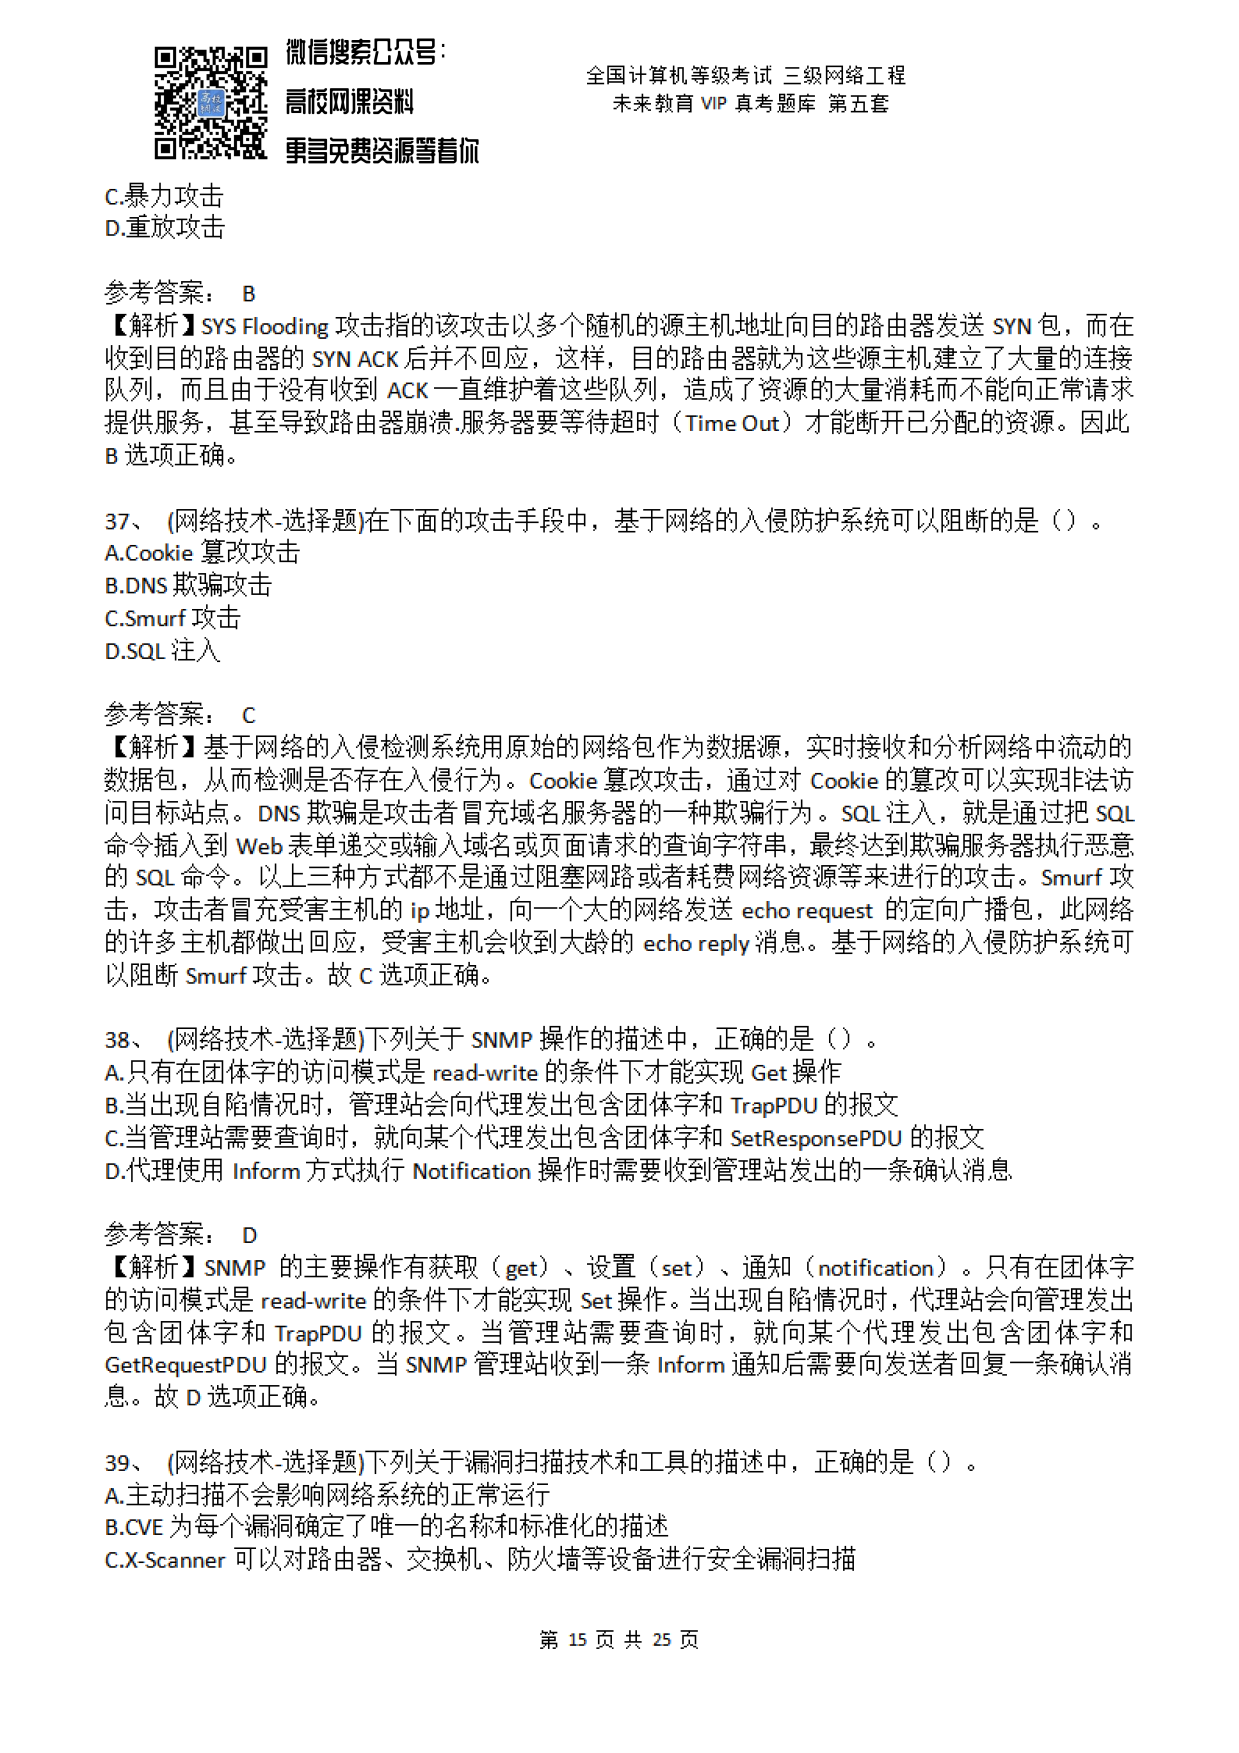 微信搜索公众号：
高校网课资料
更多免费资源等着你
全国计算机等级考试 三级网络工程
未来教育 VIP 真考题库 第五套
C.暴力攻击
D.重放攻击
参考答案： B
【解析】SYS Flooding 攻击指的该攻击以多个随机的源主机地址向目的路由器发送 SYN 包，而在
收到目的路由器的 SYN ACK 后并不回应，这样，目的路由器就为这些源主机建立了大量的连接
队列，而且由于没有收到 ACK 一直维护着这些队列，造成了资源的大量消耗而不能向正常请求
提供服务，甚至导致路由器崩溃.服务器要等待超时（Time Out）才能断开已分配的资源。因此
B 选项正确。
37、 (网络技术-选择题)在下面的攻击手段中，基于网络的入侵防护系统可以阻断的是（）。
A.Cookie 篡改攻击
B.DNS 欺骗攻击
C.Smurf 攻击
D.SQL 注入
参考答案： C
【解析】基于网络的入侵检测系统用原始的网络包作为数据源，实时接收和分析网络中流动的
数据包，从而检测是否存在入侵行为。Cookie 篡改攻击，通过对 Cookie 的篡改可以实现非法访
问目标站点。DNS 欺骗是攻击者冒充域名服务器的一种欺骗行为。SQL 注入，就是通过把 SQL
命令插入到 Web 表单递交或输入域名或页面请求的查询字符串，最终达到欺骗服务器执行恶意
的 SQL 命令。以上三种方式都不是通过阻塞网路或者耗费网络资源等来进行的攻击。Smurf 攻
击，攻击者冒充受害主机的 ip 地址，向一个大的网络发送 echo request 的定向广播包，此网络
的许多主机都做出回应，受害主机会收到大龄的 echo reply 消息。基于网络的入侵防护系统可
以阻断 Smurf 攻击。故 C 选项正确。
38、 (网络技术-选择题)下列关于 SNMP 操作的描述中，正确的是（）。
A.只有在团体字的访问模式是 read-write 的条件下才能实现 Get 操作
B.当出现自陷情况时，管理站会向代理发出包含团体字和 TrapPDU 的报文
C.当管理站需要查询时，就向某个代理发出包含团体字和 SetResponsePDU 的报文
D.代理使用 Inform 方式执行 Notification 操作时需要收到管理站发出的一条确认消息
参考答案： D
【解析】SNMP 的主要操作有获取（get）、设置（set）、通知（notification）。只有在团体字
的访问模式是 read-write 的条件下才能实现 Set 操作。当出现自陷情况时，代理站会向管理发出
包含团体字和 TrapPDU 的报文。当管理站需要查询时，就向某个代理发出包含团体字和
GetRequestPDU 的报文。当 SNMP 管理站收到一条 Inform 通知后需要向发送者回复一条确认消
息。故 D 选项正确。
39、 (网络技术-选择题)下列关于漏洞扫描技术和工具的描述中，正确的是（）。
A.主动扫描不会影响网络系统的正常运行
B.CVE 为每个漏洞确定了唯一的名称和标准化的描述
C.X-Scanner 可以对路由器、交换机、防火墙等设备进行安全漏洞扫描
第 15 页 共 25 页